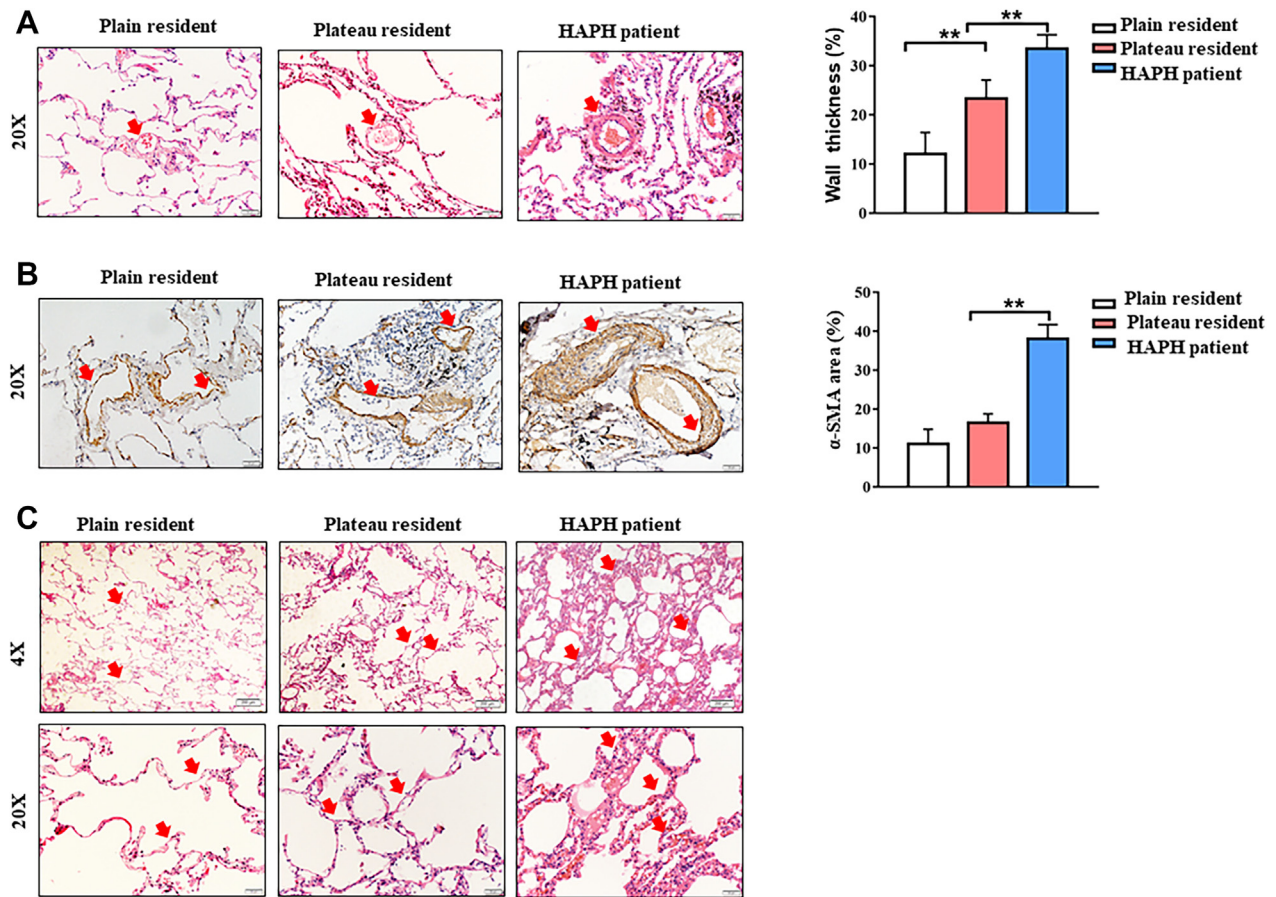 A
Plain resident
Plateau resident
HAPH patient
20X
Wall thickness (%)
40
30
20
10
0
**
**
Plain resident
Plateau resident
HAPH patient
B
Plain resident
Plateau resident
HAPH patient
20X
α-SMA area (%)
50
40
30
20
10
0
**
Plain resident
Plateau resident
HAPH patient
C
Plain resident
Plateau resident
HAPH patient
4X
20X